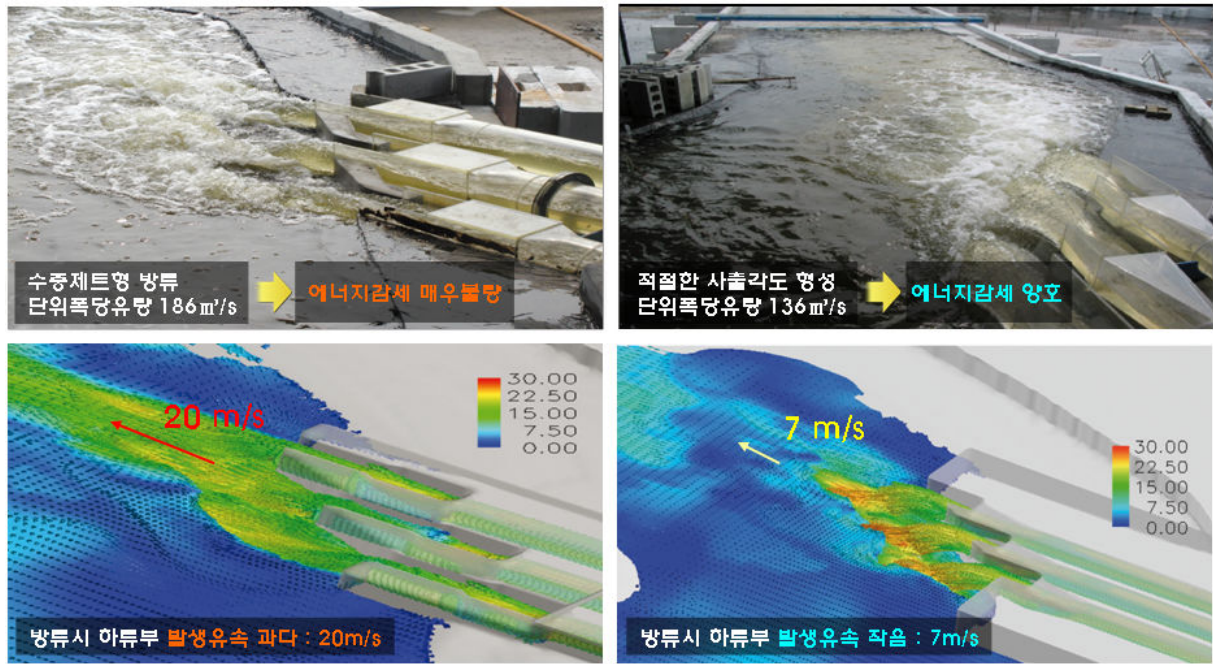 수중제트형 방류
단위폭당유량 186㎥/s
에너지감세 매우불량
적절한 사출각도 형성
단위폭당유량 136㎥/s
에너지감세 양호
30.00
22.50
15.00
7.50
0.00
20 m/s
방류시 하류부 발생유속 과다 : 20m/s
7 m/s
30.00
22.50
15.00
7.50
0.00
방류시 하류부 발생유속 작음 : 7m/s